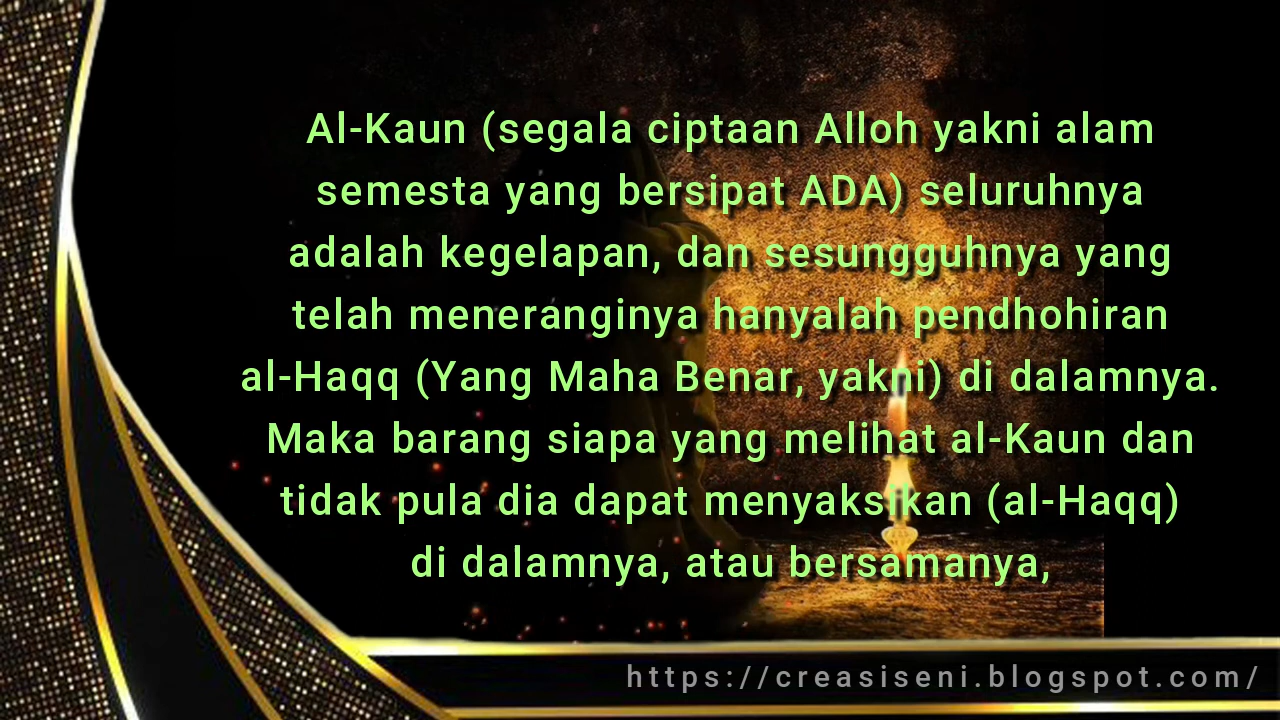 Al-Kaun (segala ciptaan Alloh yakni alam
semesta yang bersipat ADA) seluruhnya
adalah kegelapan, dan sesungguhnya yang
telah meneranginya hanyalah pendhohiran
al-Haqq (Yang Maha Benar, yakni) di dalamnya.
Maka barang siapa yang melihat al-Kaun dan
tidak pula dia dapat menyaksikan (al-Haqq)
di dalamnya, atau bersamanya,
https://creasiseni.blogspot.com/